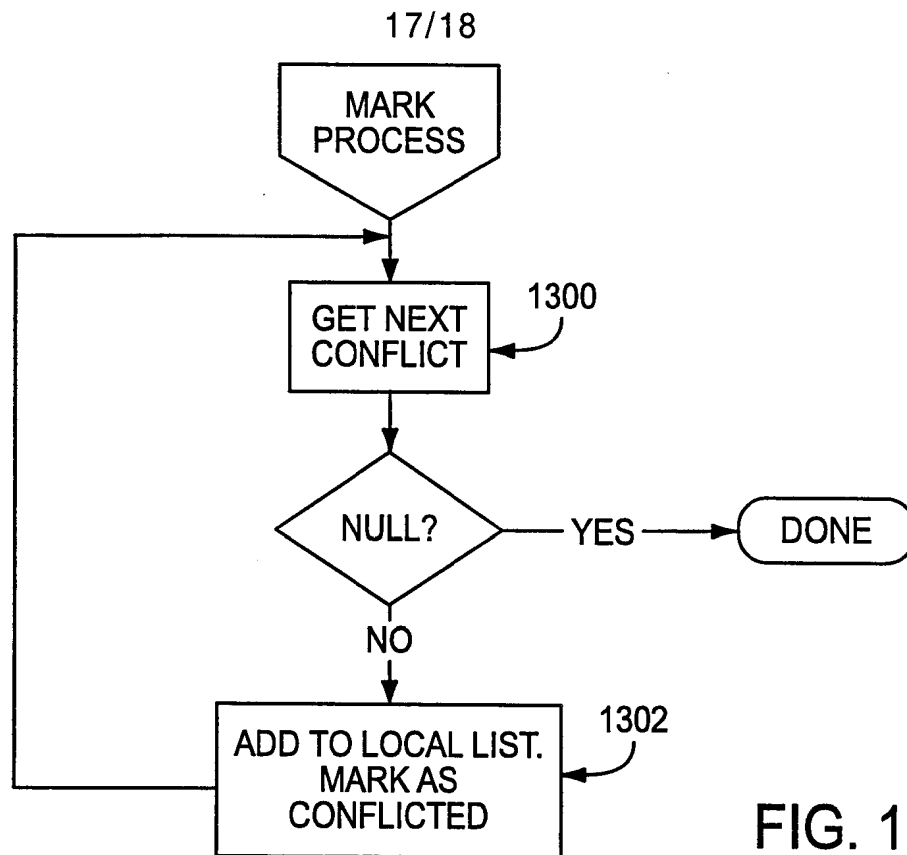 17/18
MARK
PROCESS
1300
GET NEXT
CONFLICT
NULL?
YES
DONE
NO
1302
ADD TO LOCAL LIST.
MARK AS
CONFLICTED
FIG. 1